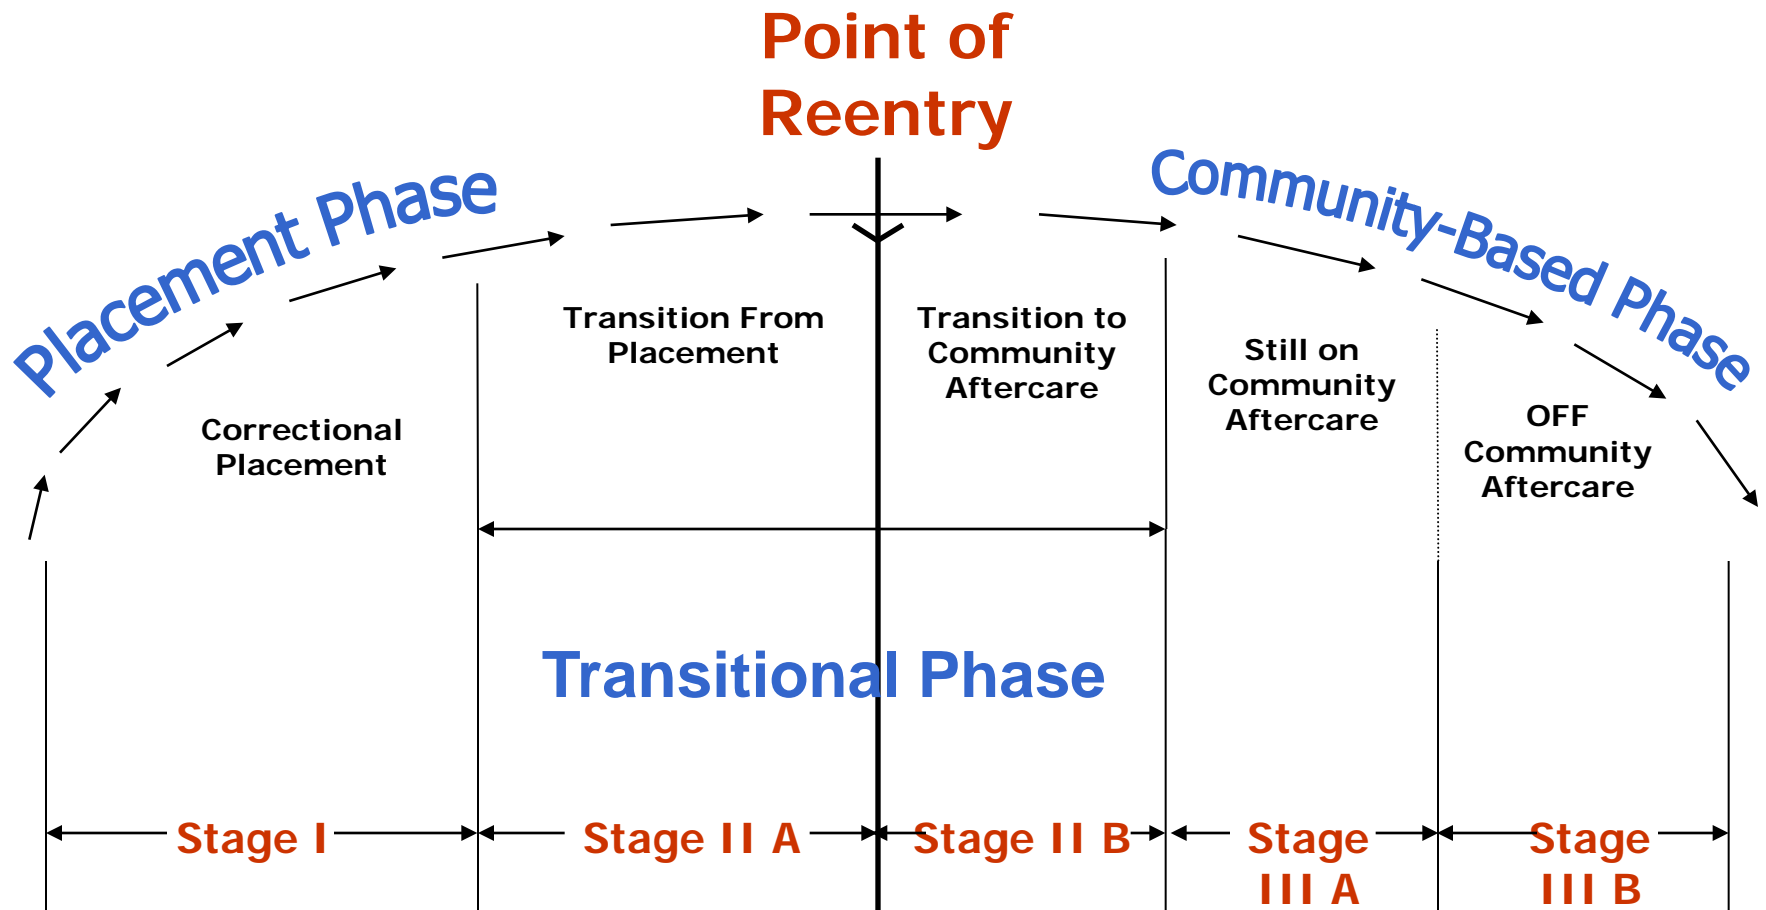 Point of
Reentry
Placement Phase
Community-Based Phase
Transition From
Placement
Transition to
Community
Aftercare
Still on
Community
Aftercare
Correctional
Placement
OFF
Community
Aftercare
Transitional Phase
Stage I
Stage II A
Stage II B
Stage
III A
Stage
III B